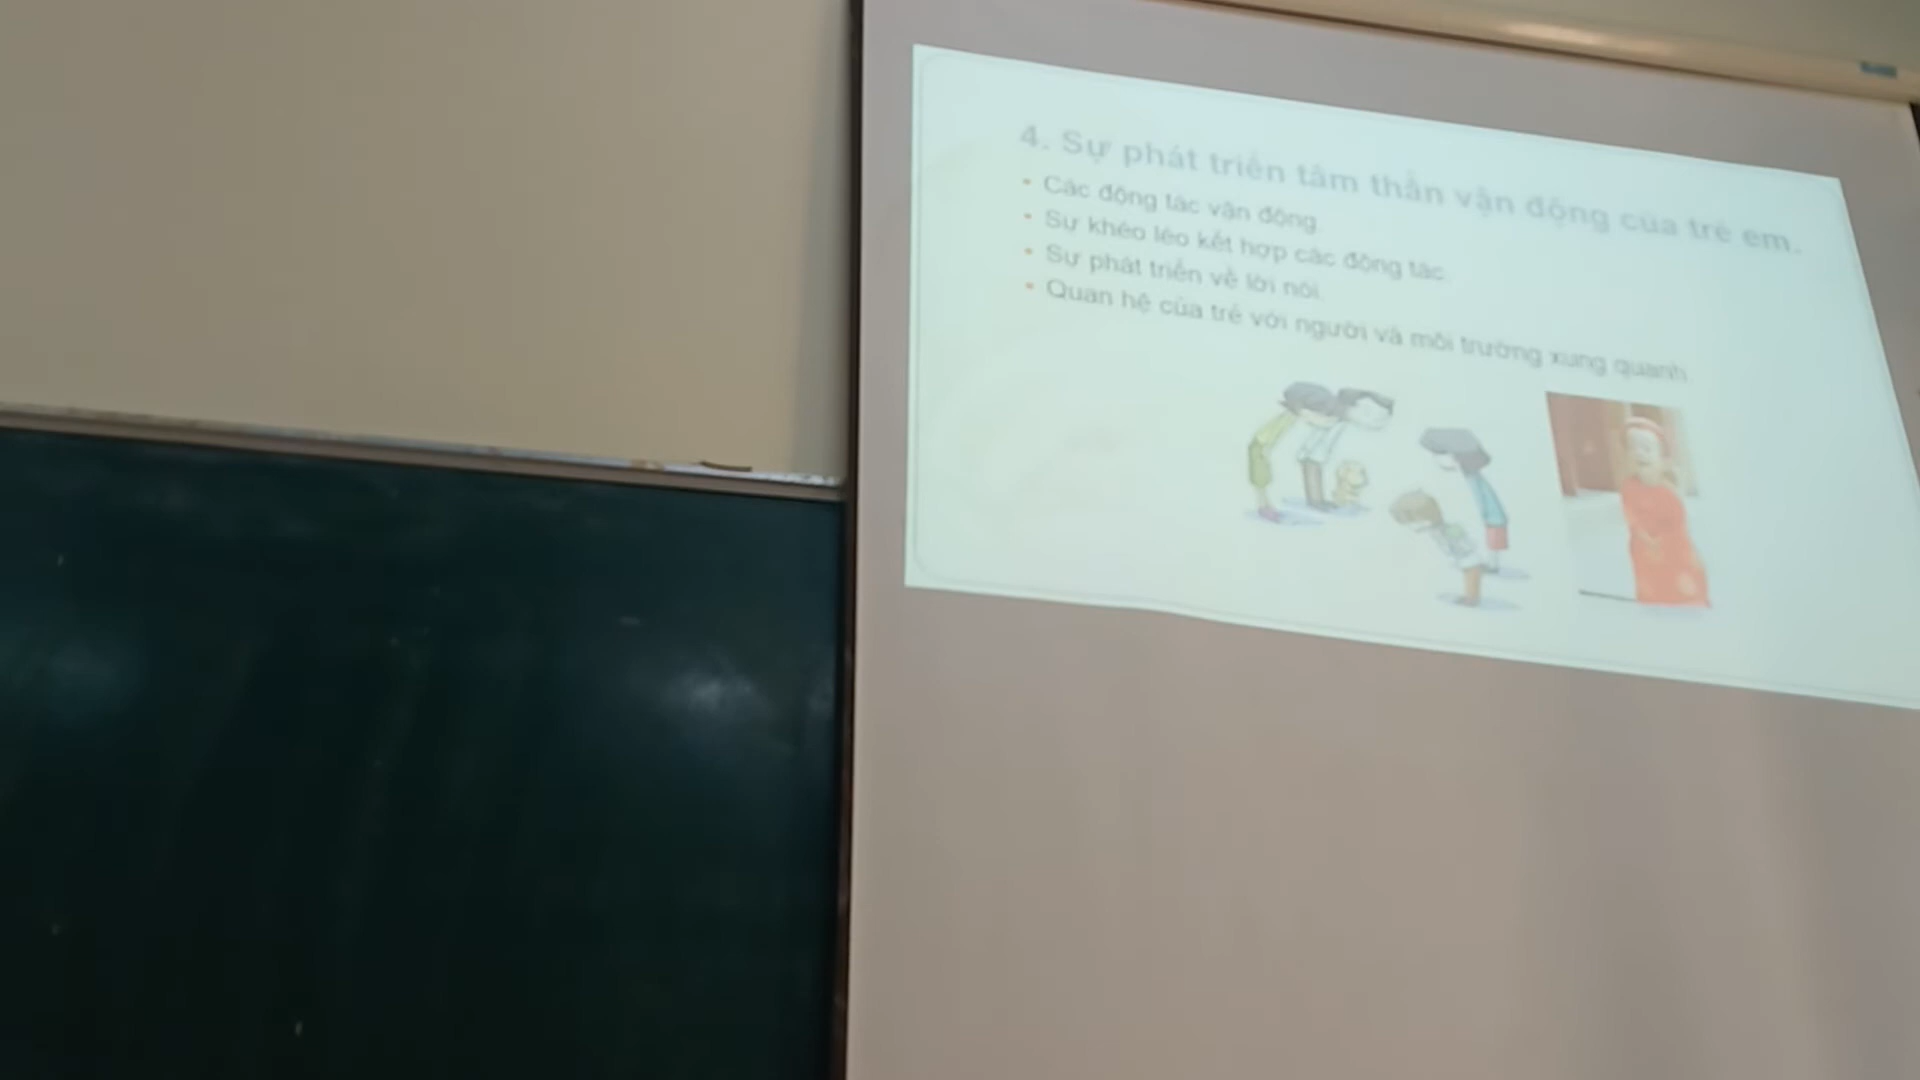 4. Sự phát triển tâm thần vận động của trẻ em.
• Các động tác vận động.
• Sự khéo léo kết hợp các động tác.
• Sự phát triển về lời nói.
• Quan hệ của trẻ với người và môi trường xung quanh